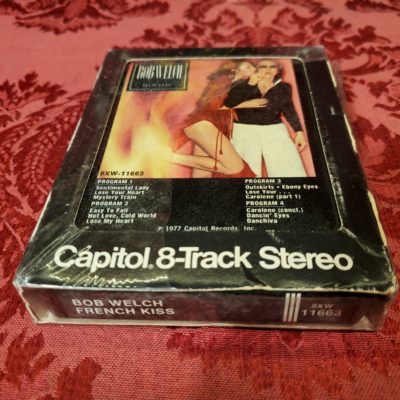 BOB WELCH
FRENCH KISS
8XW-11663
PROGRAM 1
Sentimental Lady
Lose Your Heart
Mystery Train
PROGRAM 2
Easy To Fall
Hot Love, Cold World
Lose My Heart
PROGRAM 3
Outskirts • Ebony Eyes
Lose Your . . .
Carolene (part 1)
PROGRAM 4
Carolene (concl.)
Dancin' Eyes
Danchiva
℗ 1977 Capitol Records, Inc.
Capitol. 8-Track Stereo
BOB WELCH
FRENCH KISS
8XW
11663